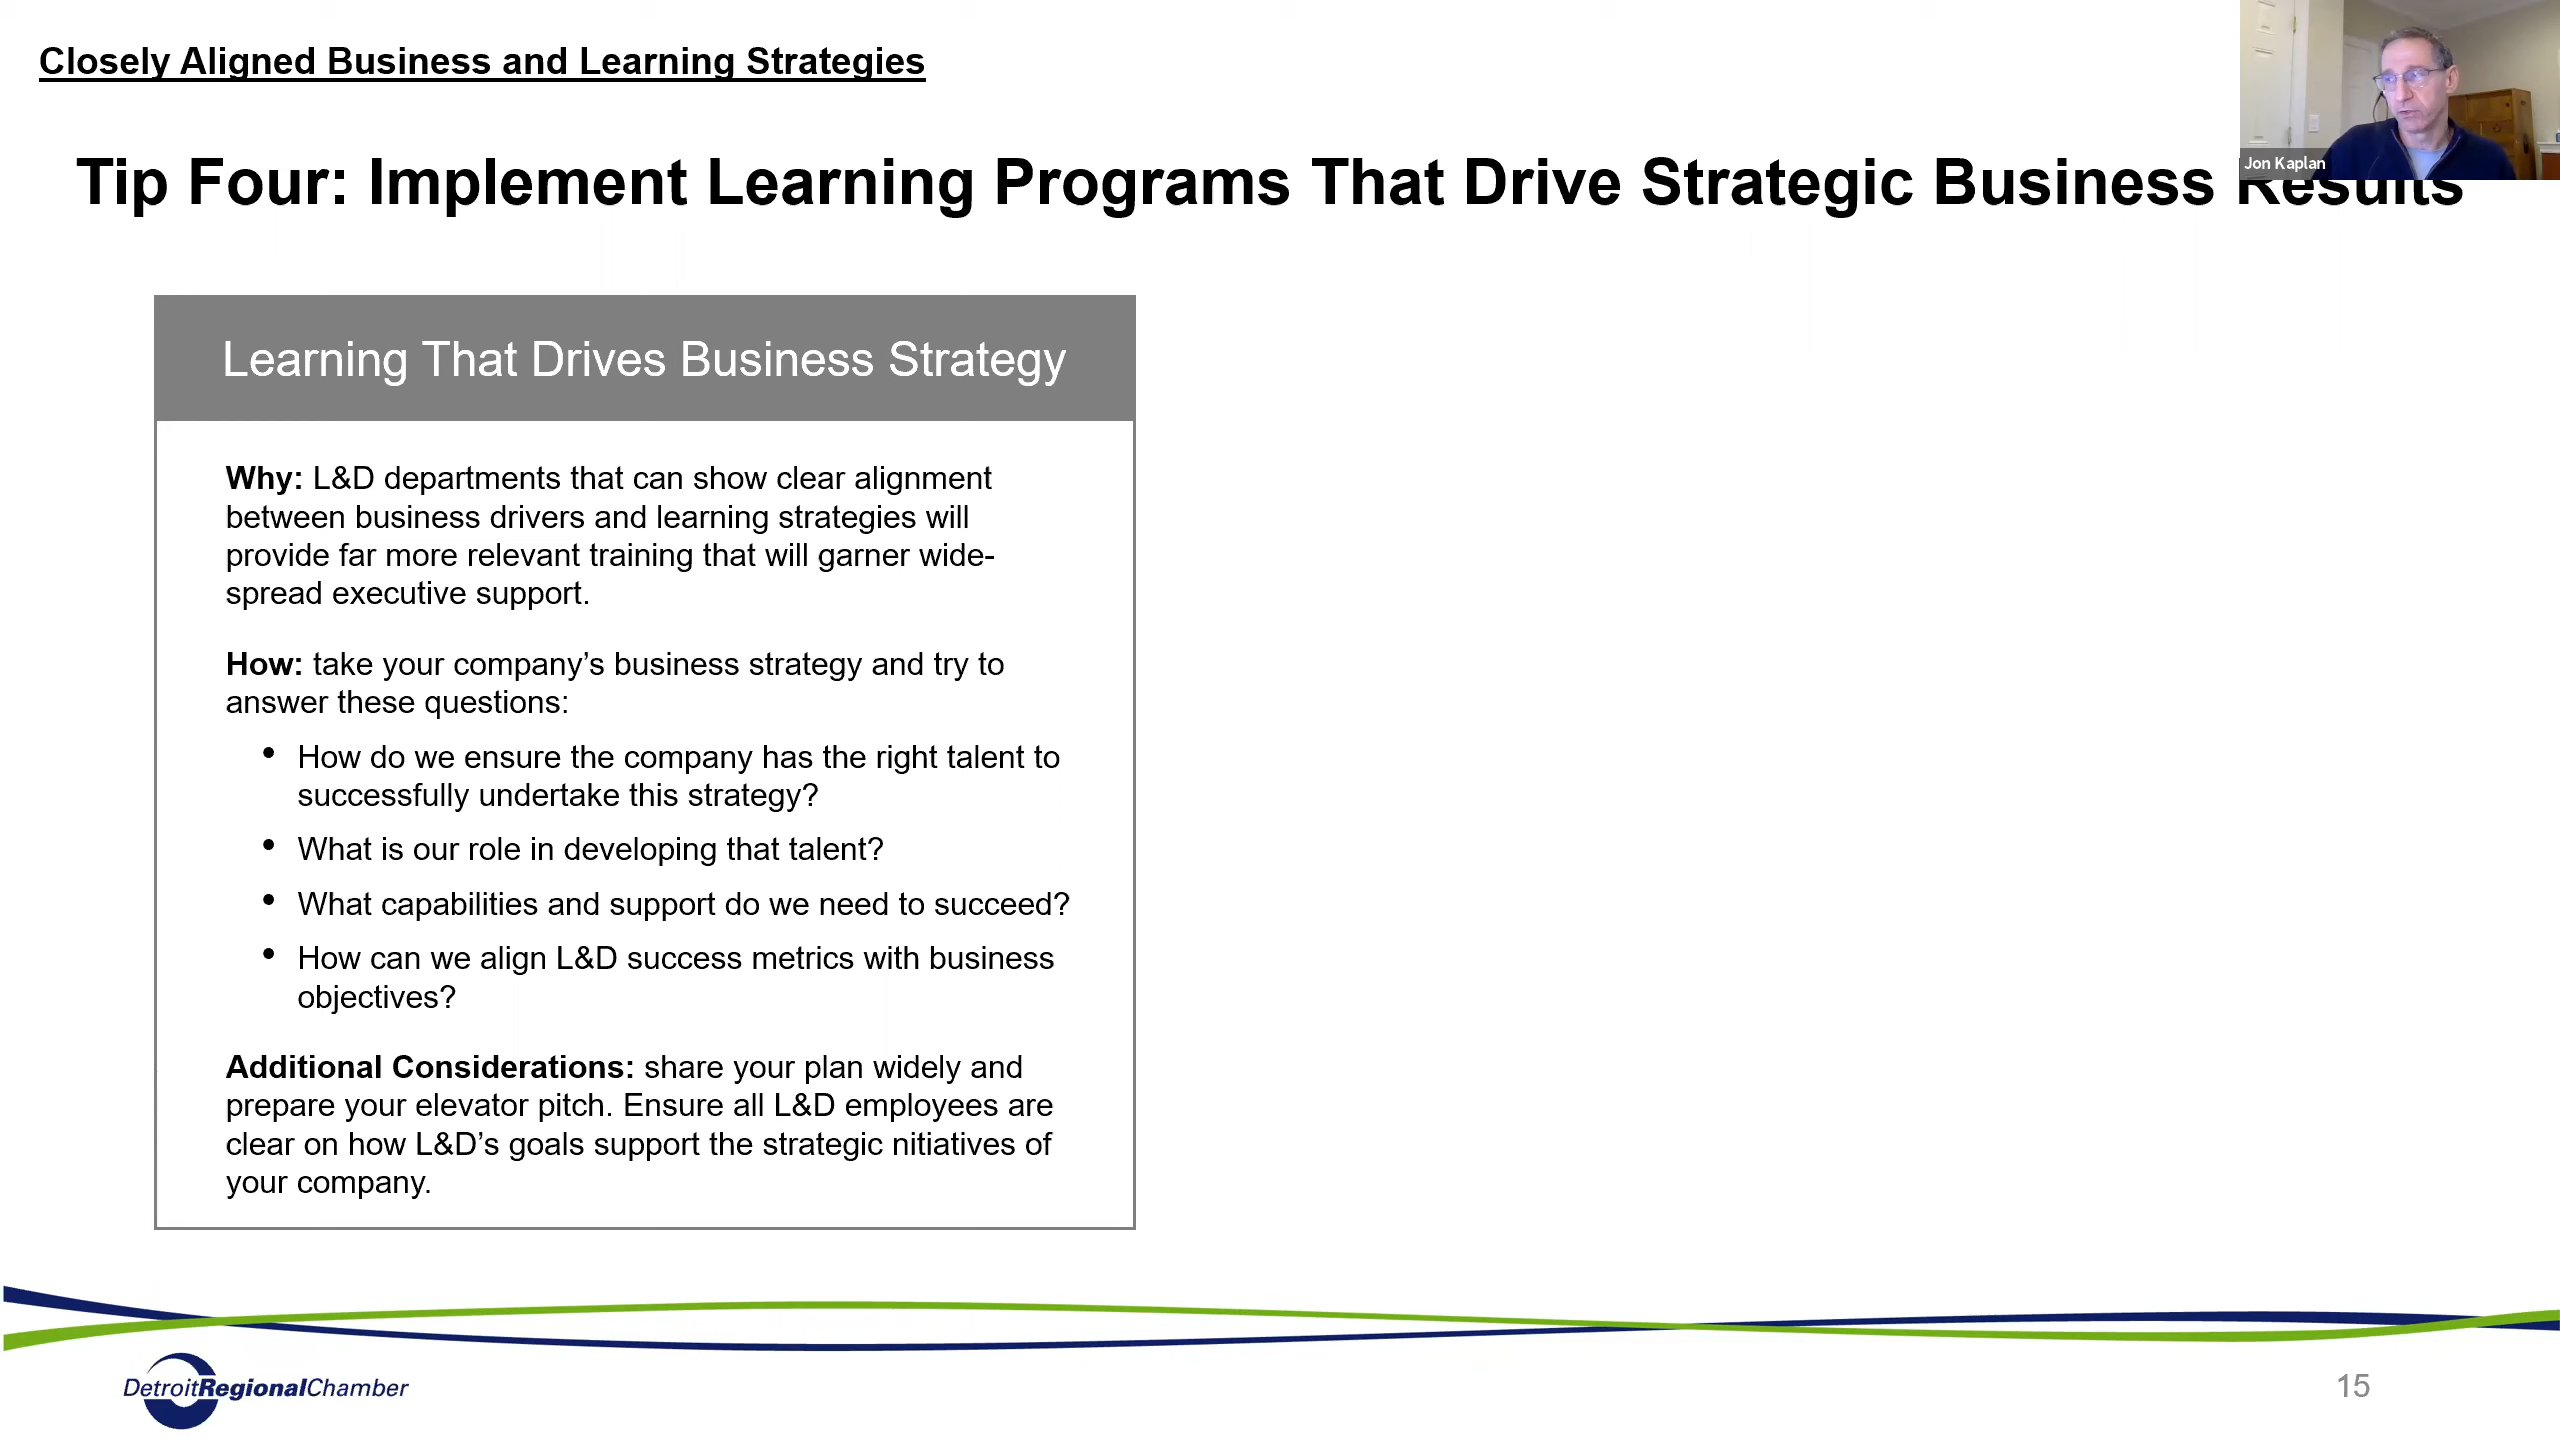 Closely Aligned Business and Learning Strategies
Jon Kaplan
Tip Four: Implement Learning Programs That Drive Strategic Business Results
Learning That Drives Business Strategy
Why: L&D departments that can show clear alignment
between business drivers and learning strategies will
provide far more relevant training that will garner wide-
spread executive support.
How: take your company’s business strategy and try to
answer these questions:
• How do we ensure the company has the right talent to
successfully undertake this strategy?
• What is our role in developing that talent?
• What capabilities and support do we need to succeed?
• How can we align L&D success metrics with business
objectives?
Additional Considerations: share your plan widely and
prepare your elevator pitch. Ensure all L&D employees are
clear on how L&D’s goals support the strategic nitiatives of
your company.
DetroitRegionalChamber
15